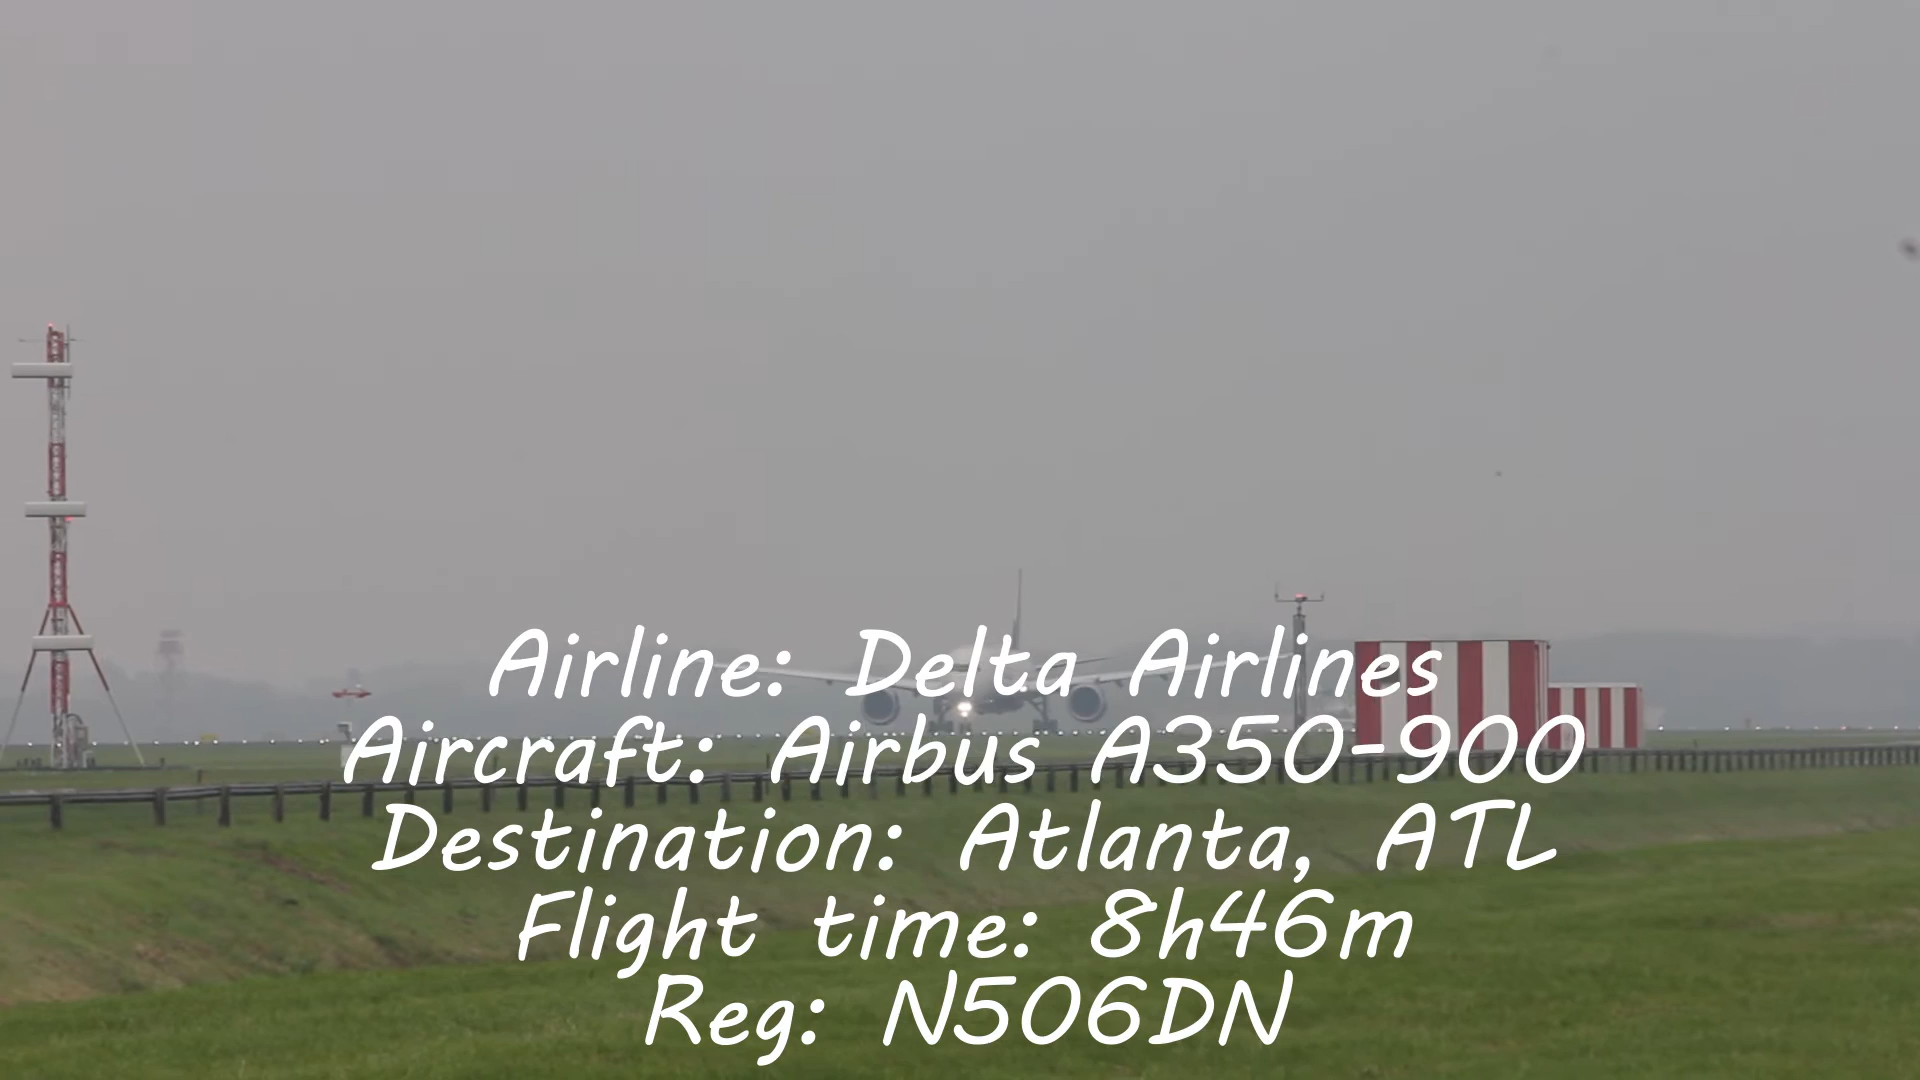 Airline: Delta Airlines
Aircraft: Airbus A350-900
Destination: Atlanta, ATL
Flight time: 8h46m
Reg: N506DN